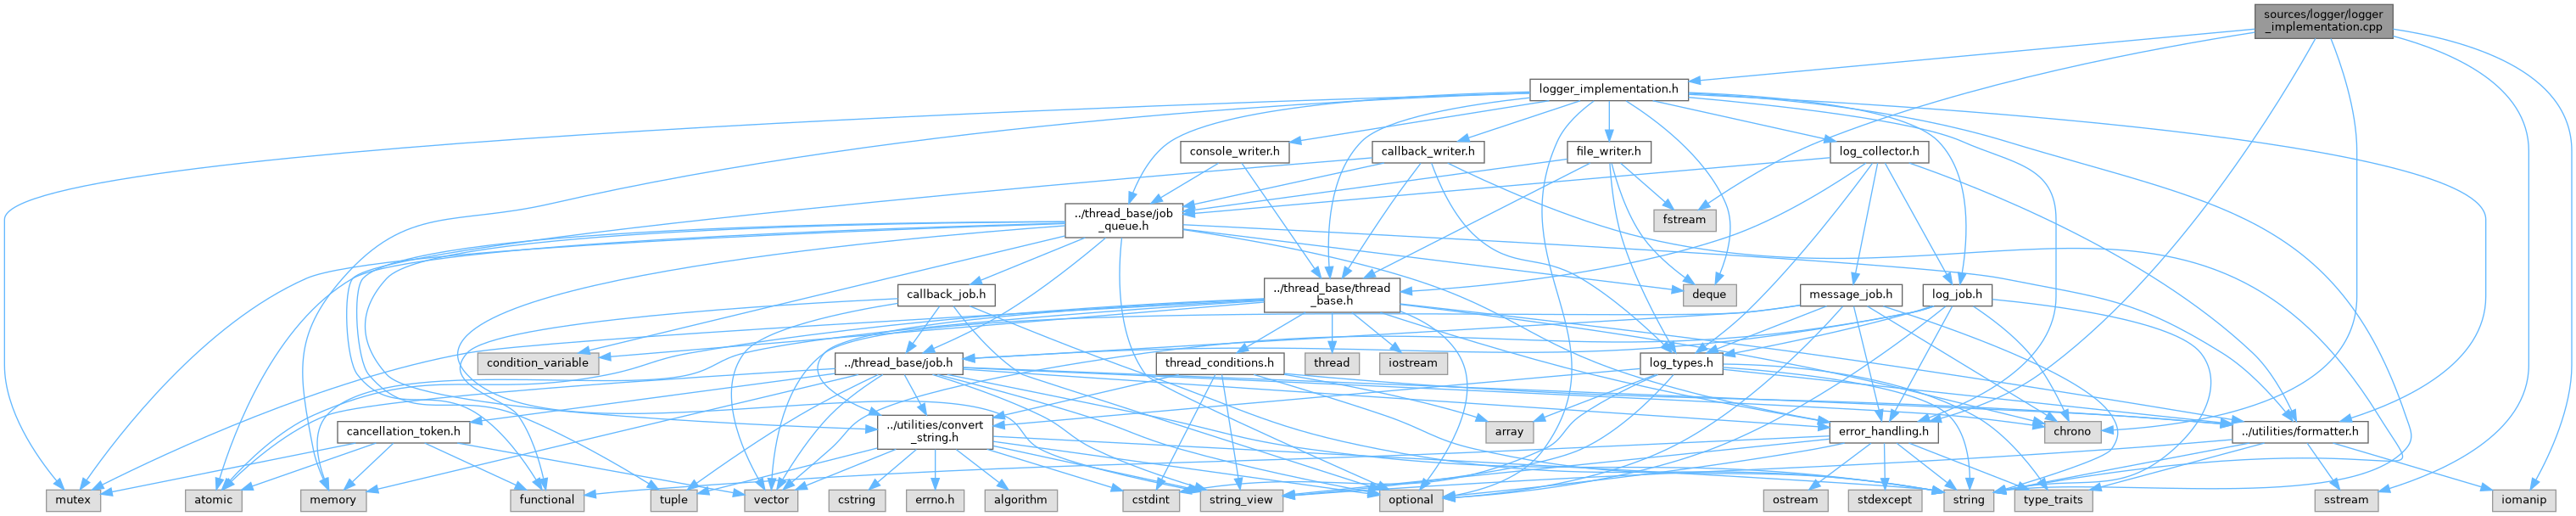 sources/logger/logger
_implementation.cpp
logger_implementation.h
console_writer.h
callback_writer.h
file_writer.h
log_collector.h
../thread_base/job
_queue.h
fstream
callback_job.h
../thread_base/thread
_base.h
deque
message_job.h
log_job.h
condition_variable
../thread_base/job.h
thread_conditions.h
thread
iostream
log_types.h
cancellation_token.h
../utilities/convert
_string.h
array
error_handling.h
chrono
../utilities/formatter.h
mutex
atomic
memory
functional
tuple
vector
cstring
errno.h
algorithm
cstdint
string_view
optional
ostream
stdexcept
string
type_traits
sstream
iomanip